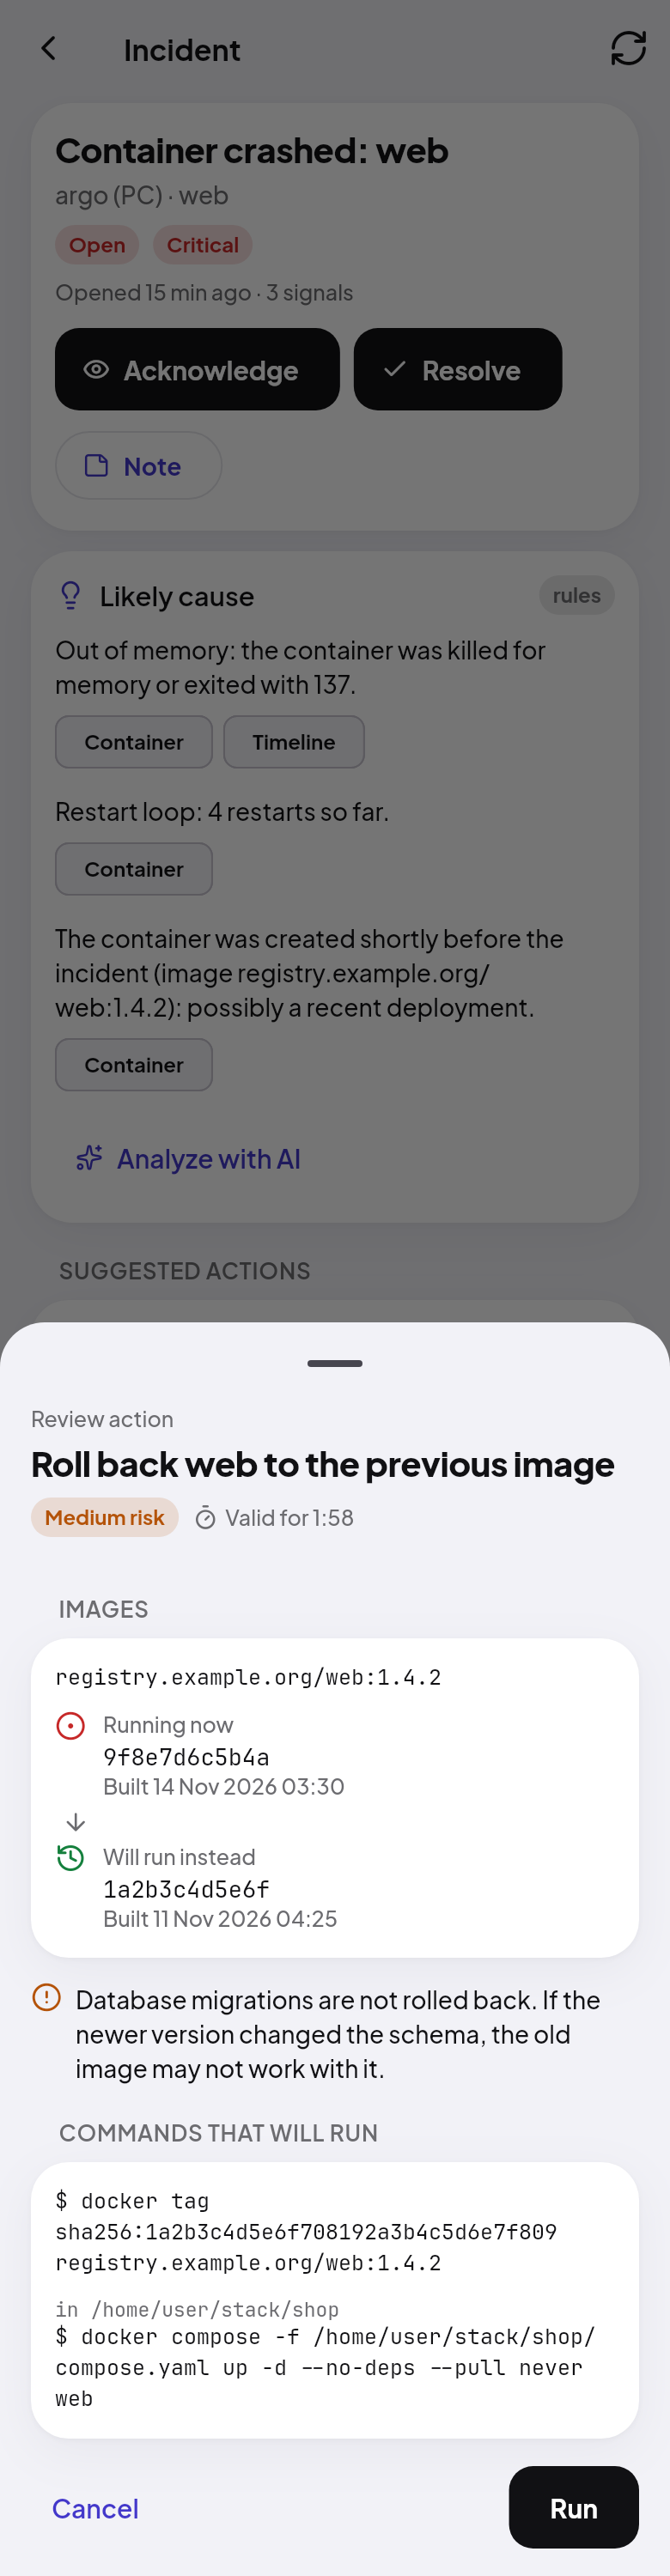 Incident
Container crashed: web
argo (PC) · web
Open
Critical
Opened 15 min ago · 3 signals
Acknowledge
Resolve
Note
Likely cause
rules
Out of memory: the container was killed for
memory or exited with 137.
Container
Timeline
Restart loop: 4 restarts so far.
Container
The container was created shortly before the
incident (image registry.example.org/
web:1.4.2): possibly a recent deployment.
Container
Analyze with AI
SUGGESTED ACTIONS
Review action
Roll back web to the previous image
Medium risk
Valid for 1:58
IMAGES
registry.example.org/web:1.4.2
Running now
9f8e7d6c5b4a
Built 14 Nov 2026 03:30
Will run instead
1a2b3c4d5e6f
Built 11 Nov 2026 04:25
Database migrations are not rolled back. If the
newer version changed the schema, the old
image may not work with it.
COMMANDS THAT WILL RUN
$ docker tag
sha256:1a2b3c4d5e6f708192a3b4c5d6e7f809
registry.example.org/web:1.4.2
in /home/user/stack/shop
$ docker compose -f /home/user/stack/shop/
compose.yaml up -d --no-deps --pull never
web
Cancel
Run